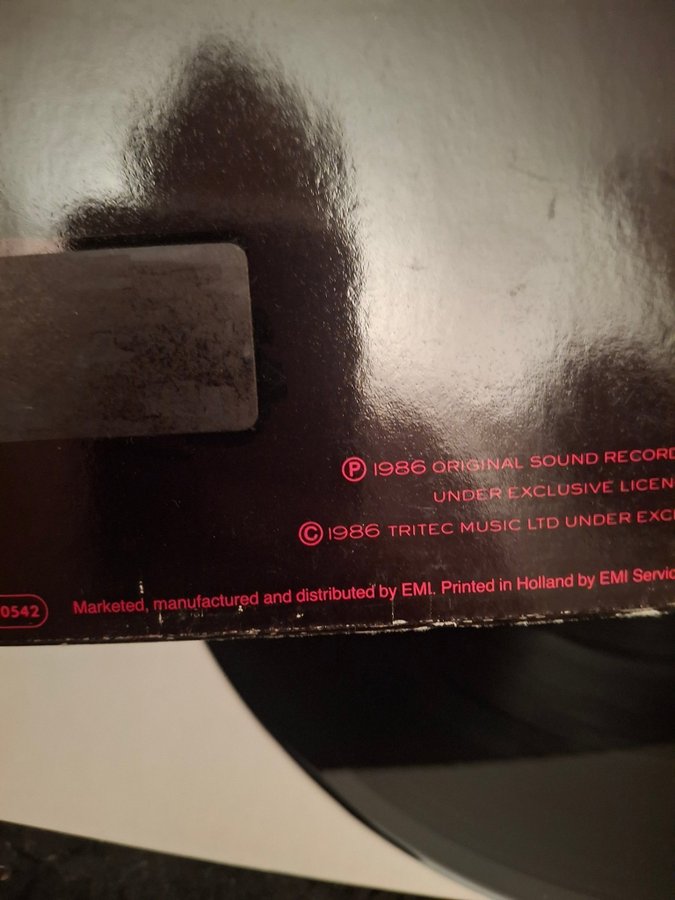 Ⓟ 1986 ORIGINAL SOUND RECORD
UNDER EXCLUSIVE LICEN
© 1986 TRITEC MUSIC LTD UNDER EXCL
0542
Marketed, manufactured and distributed by EMI. Printed in Holland by EMI Servic